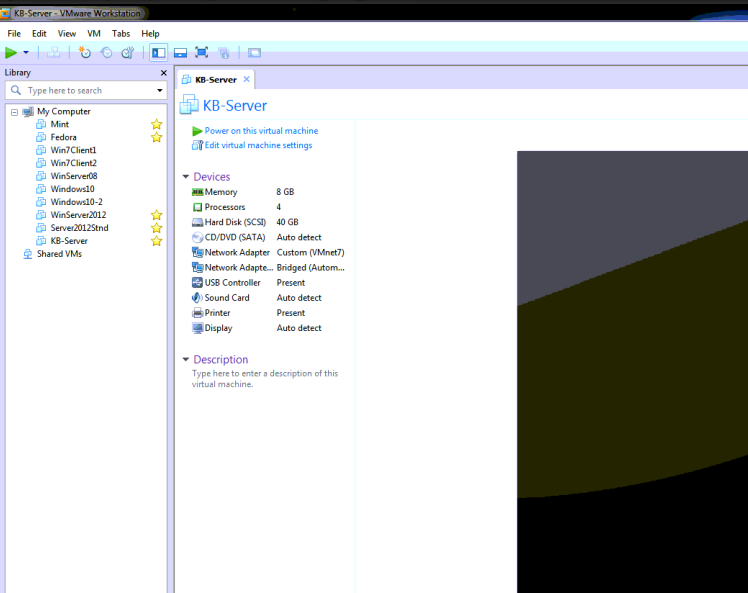 KB-Server - VMware Workstation
File Edit View VM Tabs Help
Library
Type here to search
My Computer
Mint
Fedora
Win7Client1
Win7Client2
WinServer08
Windows10
Windows10-2
WinServer2012
Server2012Stnd
KB-Server
Shared VMs
KB-Server
KB-Server
Power on this virtual machine
Edit virtual machine settings
Devices
Memory 8 GB
Processors 4
Hard Disk (SCSI) 40 GB
CD/DVD (SATA) Auto detect
Network Adapter Custom (VMnet7)
Network Adapte... Bridged (Autom...
USB Controller Present
Sound Card Auto detect
Printer Present
Display Auto detect
Description
Type here to enter a description of this
virtual machine.